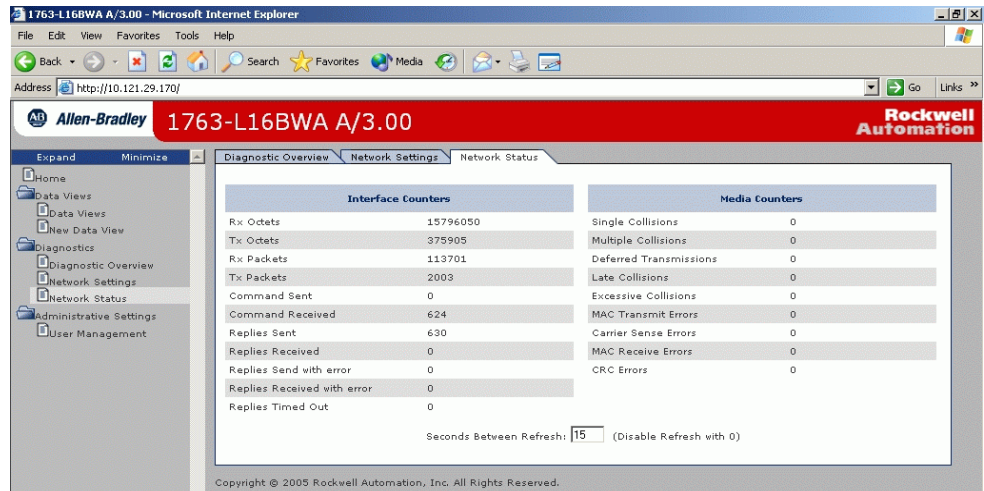 1763-L16BWA A/3.00 - Microsoft Internet Explorer
File Edit View Favorites Tools Help
Back Search Favorites Media
Address http://10.121.29.170/ Go Links »
AB Allen-Bradley 1763-L16BWA A/3.00 Rockwell Automation
Expand Minimize
Home
Data Views
Data Views
New Data View
Diagnostics
Diagnostic Overview
Network Settings
Network Status
Administrative Settings
User Management
Diagnostic Overview Network Settings Network Status
Interface Counters
Rx Octets 15796050
Tx Octets 375905
Rx Packets 113701
Tx Packets 2003
Command Sent 0
Command Received 624
Replies Sent 630
Replies Received 0
Replies Send with error 0
Replies Received with error 0
Replies Timed Out 0
Media Counters
Single Collisions 0
Multiple Collisions 0
Deferred Transmissions 0
Late Collisions 0
Excessive Collisions 0
MAC Transmit Errors 0
Carrier Sense Errors 0
MAC Receive Errors 0
CRC Errors 0
Seconds Between Refresh: 15 (Disable Refresh with 0)
Copyright © 2005 Rockwell Automation, Inc. All Rights Reserved.